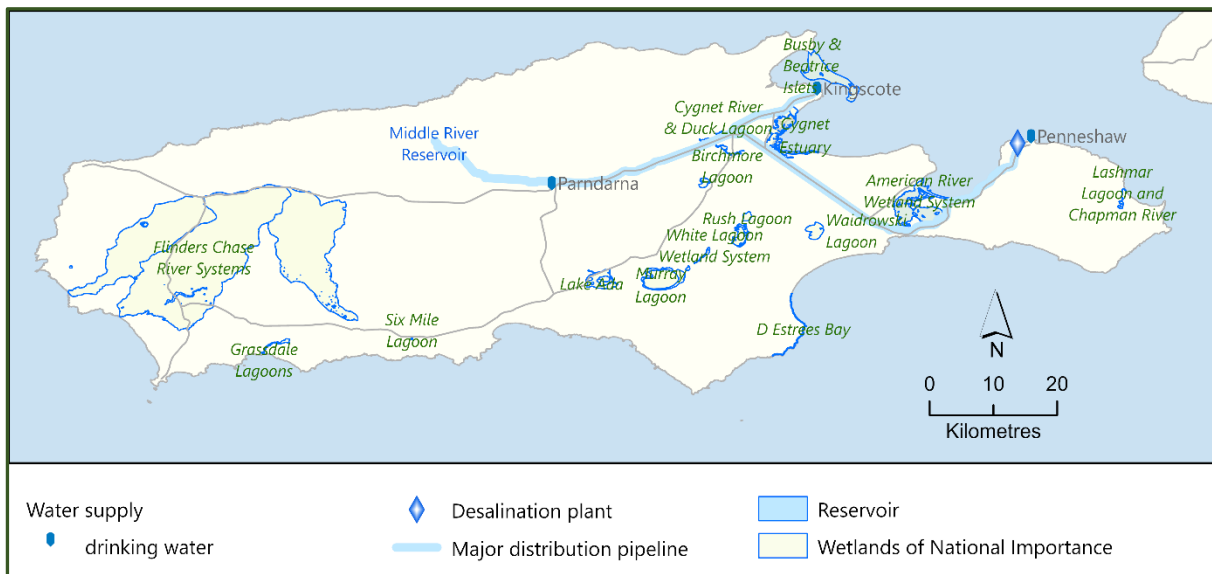 Busby &
Beatrice
Islets
Kingscote
Cygnet River
& Duck Lagoon
Cygnet
Estuary
Middle River
Reservoir
Birchmore
Lagoon
Penneshaw
Parndarna
American River
Wetland System
Lashmar
Lagoon and
Chapman River
Rush Lagoon
White Lagoon
Wetland System
Waidrowski
Lagoon
Flinders Chase
River Systems
Lake Ada
Murray
Lagoon
Six Mile
Lagoon
D Estrees Bay
Grassdale
Lagoons
N
0 10 20
Kilometres
Water supply
drinking water
Desalination plant
Major distribution pipeline
Reservoir
Wetlands of National Importance